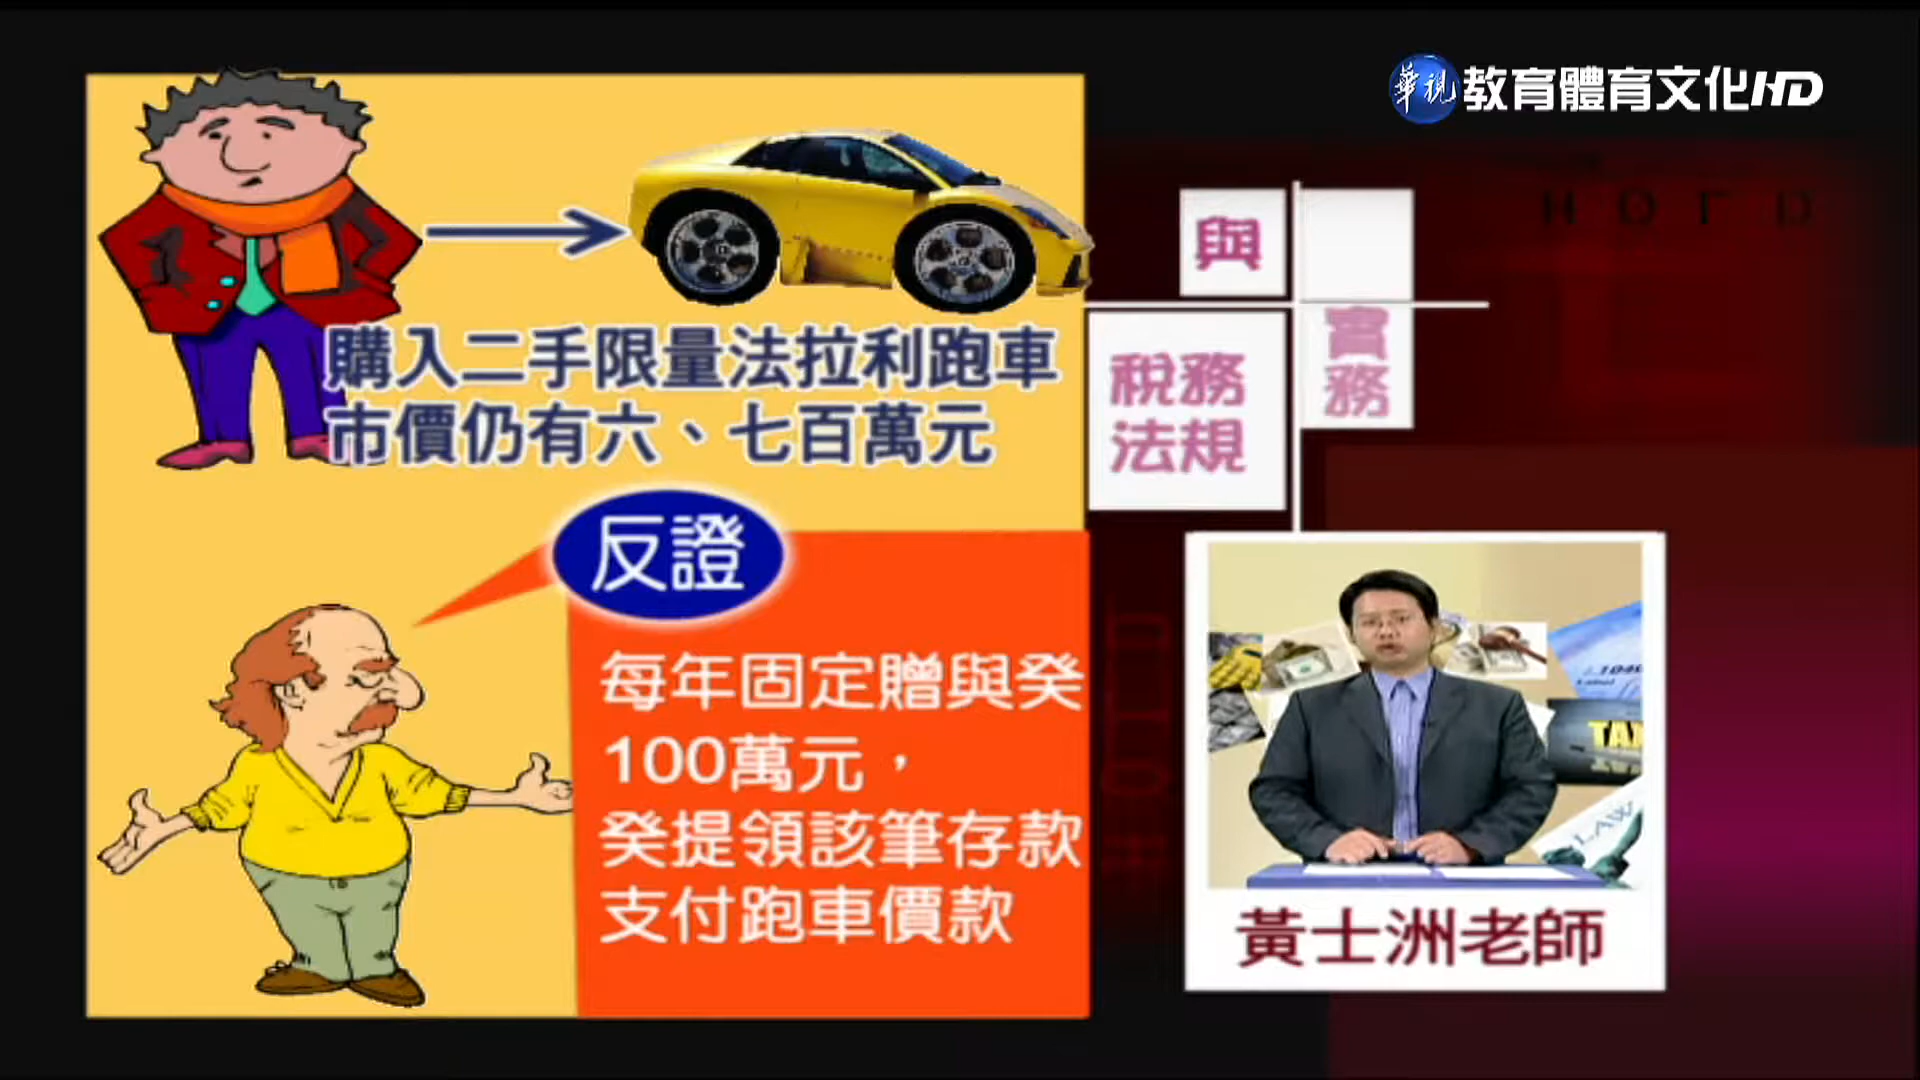 華視 教育體育文化HD
購入二手限量法拉利跑車
市價仍有六、七百萬元
反證
每年固定贈與癸
100萬元，
癸提領該筆存款
支付跑車價款
稅務
法規
與
實務
TAX
LAW
黃士洲老師